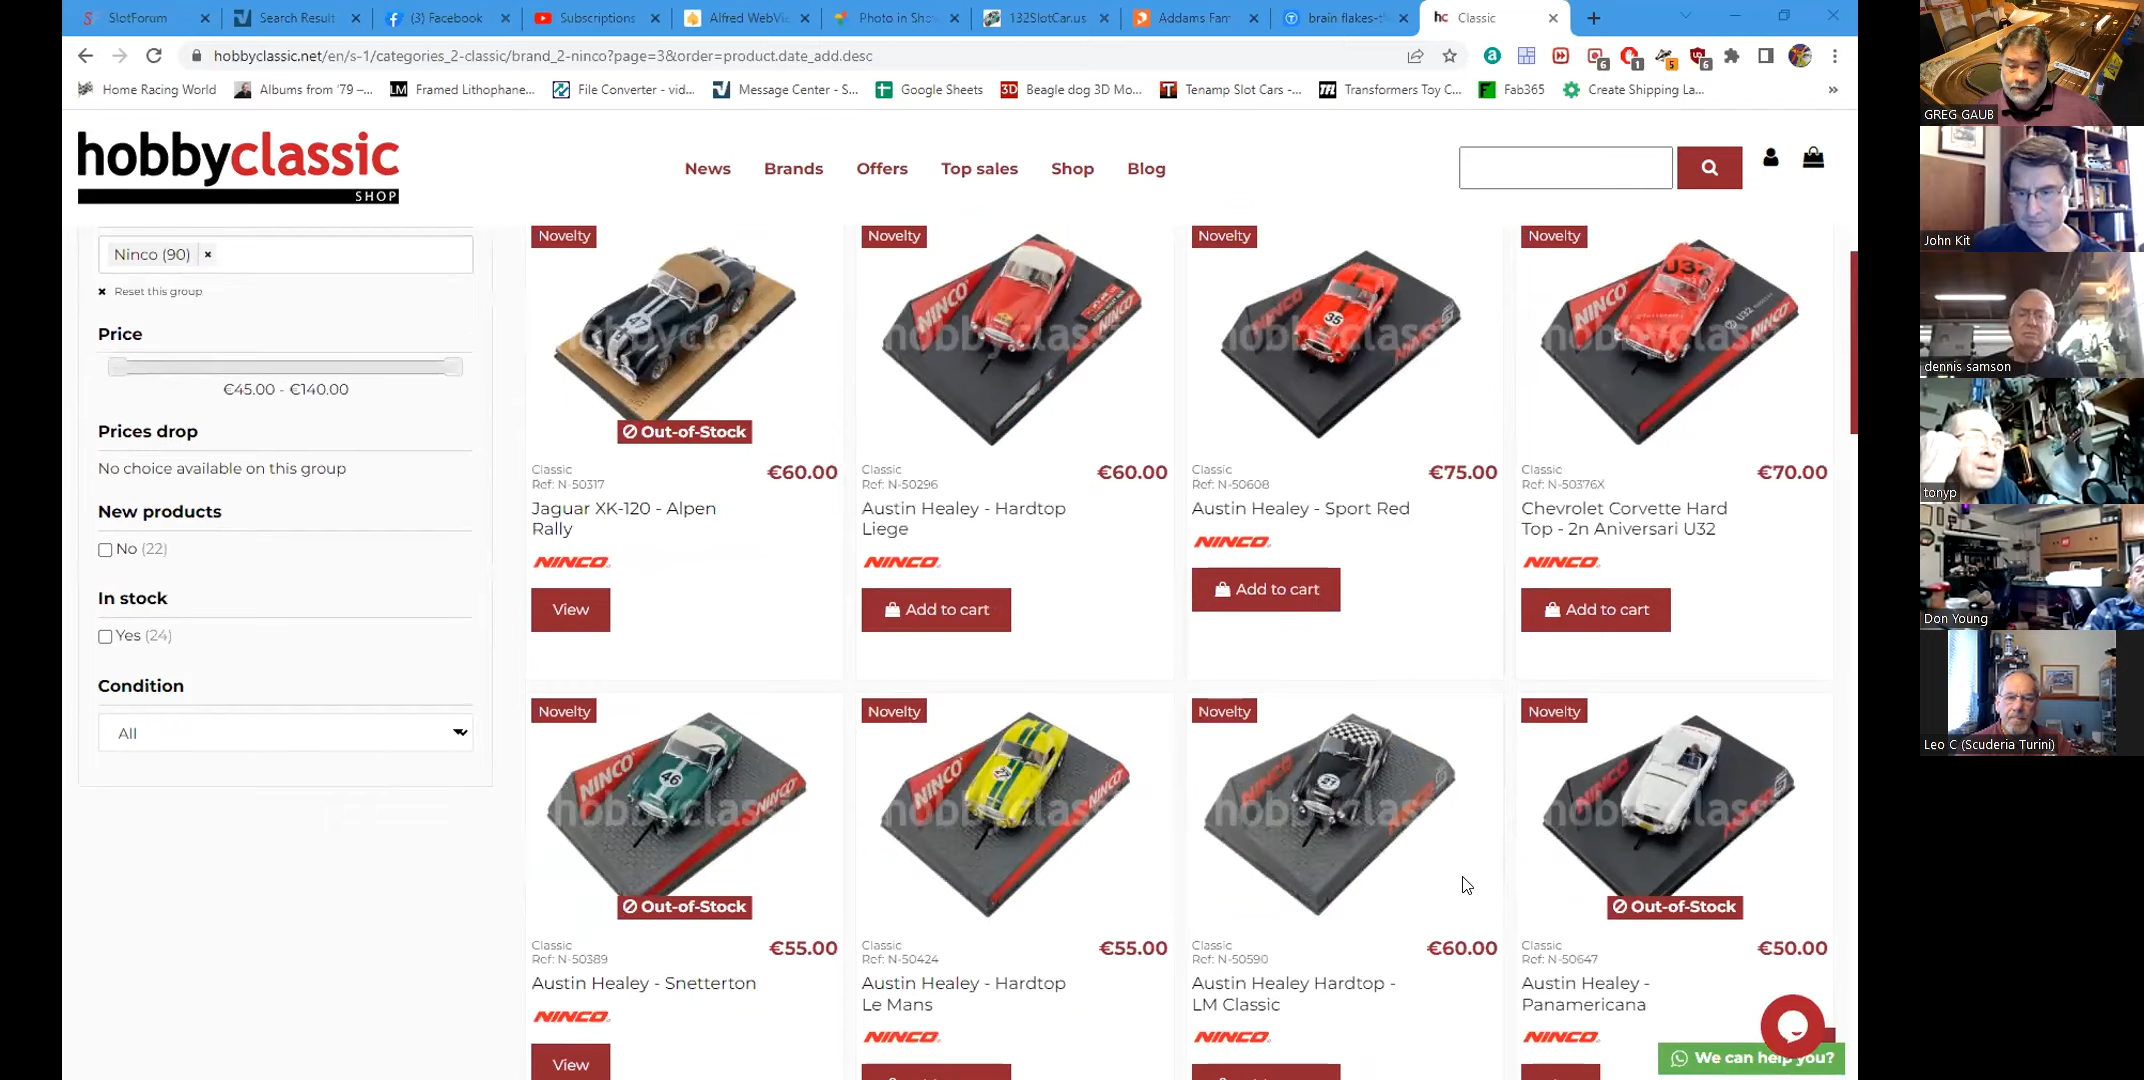 SlotForum
Search Result
(3) Facebook
Subscriptions
Alfred WebVi
Photo in Sho
132SlotCar.us
Addams Fam
brain flakes-t
hc Classic
hobbyclassic.net/en/s-1/categories_2-classic/brand_2-ninco?page=3&order=product.date_add.desc
Home Racing World
Albums from '79 –...
LM Framed Lithophane...
File Converter - vid...
Message Center - S...
Google Sheets
3D Beagle dog 3D Mo...
Tenamp Slot Cars -...
Transformers Toy C...
Fab365
Create Shipping La...
»
hobbyclassic
SHOP
News
Brands
Offers
Top sales
Shop
Blog
Ninco (90) ×
× Reset this group
Price
€45.00 - €140.00
Prices drop
No choice available on this group
New products
No (22)
In stock
Yes (24)
Condition
All
Novelty
Out-of-Stock
Classic
Ref: N-50317
€60.00
Jaguar XK-120 - Alpen
Rally
NINCO
View
Novelty
Classic
Ref: N-50296
€60.00
Austin Healey - Hardtop
Liege
NINCO
Add to cart
Novelty
35
Classic
Ref: N-50608
€75.00
Austin Healey - Sport Red
NINCO
Add to cart
Novelty
U32
Classic
Ref: N-50376X
€70.00
Chevrolet Corvette Hard
Top - 2n Aniversari U32
NINCO
Add to cart
Novelty
46
Out-of-Stock
Classic
Ref: N-50389
€55.00
Austin Healey - Snetterton
NINCO
View
Novelty
27
Classic
Ref: N-50424
€55.00
Austin Healey - Hardtop
Le Mans
NINCO
Novelty
Classic
Ref: N-50590
€60.00
Austin Healey Hardtop -
LM Classic
NINCO
Novelty
Out-of-Stock
Classic
Ref: N-50647
€50.00
Austin Healey -
Panamericana
NINCO
We can help you?
GREG GAUB
John Kit
dennis samson
tonyp
Don Young
Leo C (Scuderia Turini)